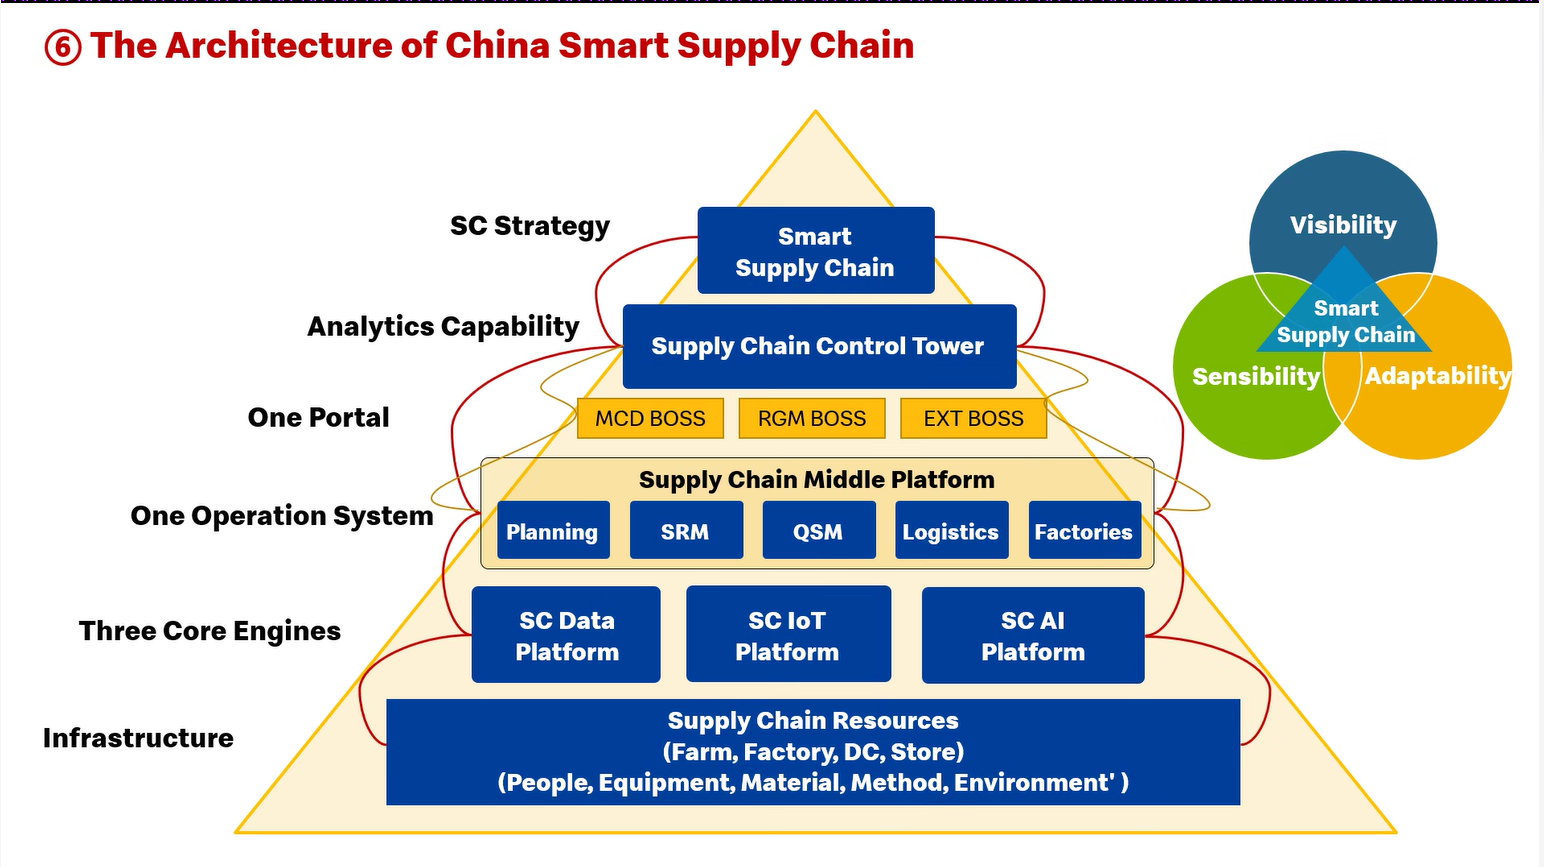 ⑥ The Architecture of China Smart Supply Chain
SC Strategy
Smart
Supply Chain
Analytics Capability
Supply Chain Control Tower
One Portal
MCD BOSS
RGM BOSS
EXT BOSS
One Operation System
Supply Chain Middle Platform
Planning
SRM
QSM
Logistics
Factories
Three Core Engines
SC Data
Platform
SC IoT
Platform
SC AI
Platform
Infrastructure
Supply Chain Resources
(Farm, Factory, DC, Store)
(People, Equipment, Material, Method, Environment' )
Visibility
Smart
Supply Chain
Sensibility
Adaptability